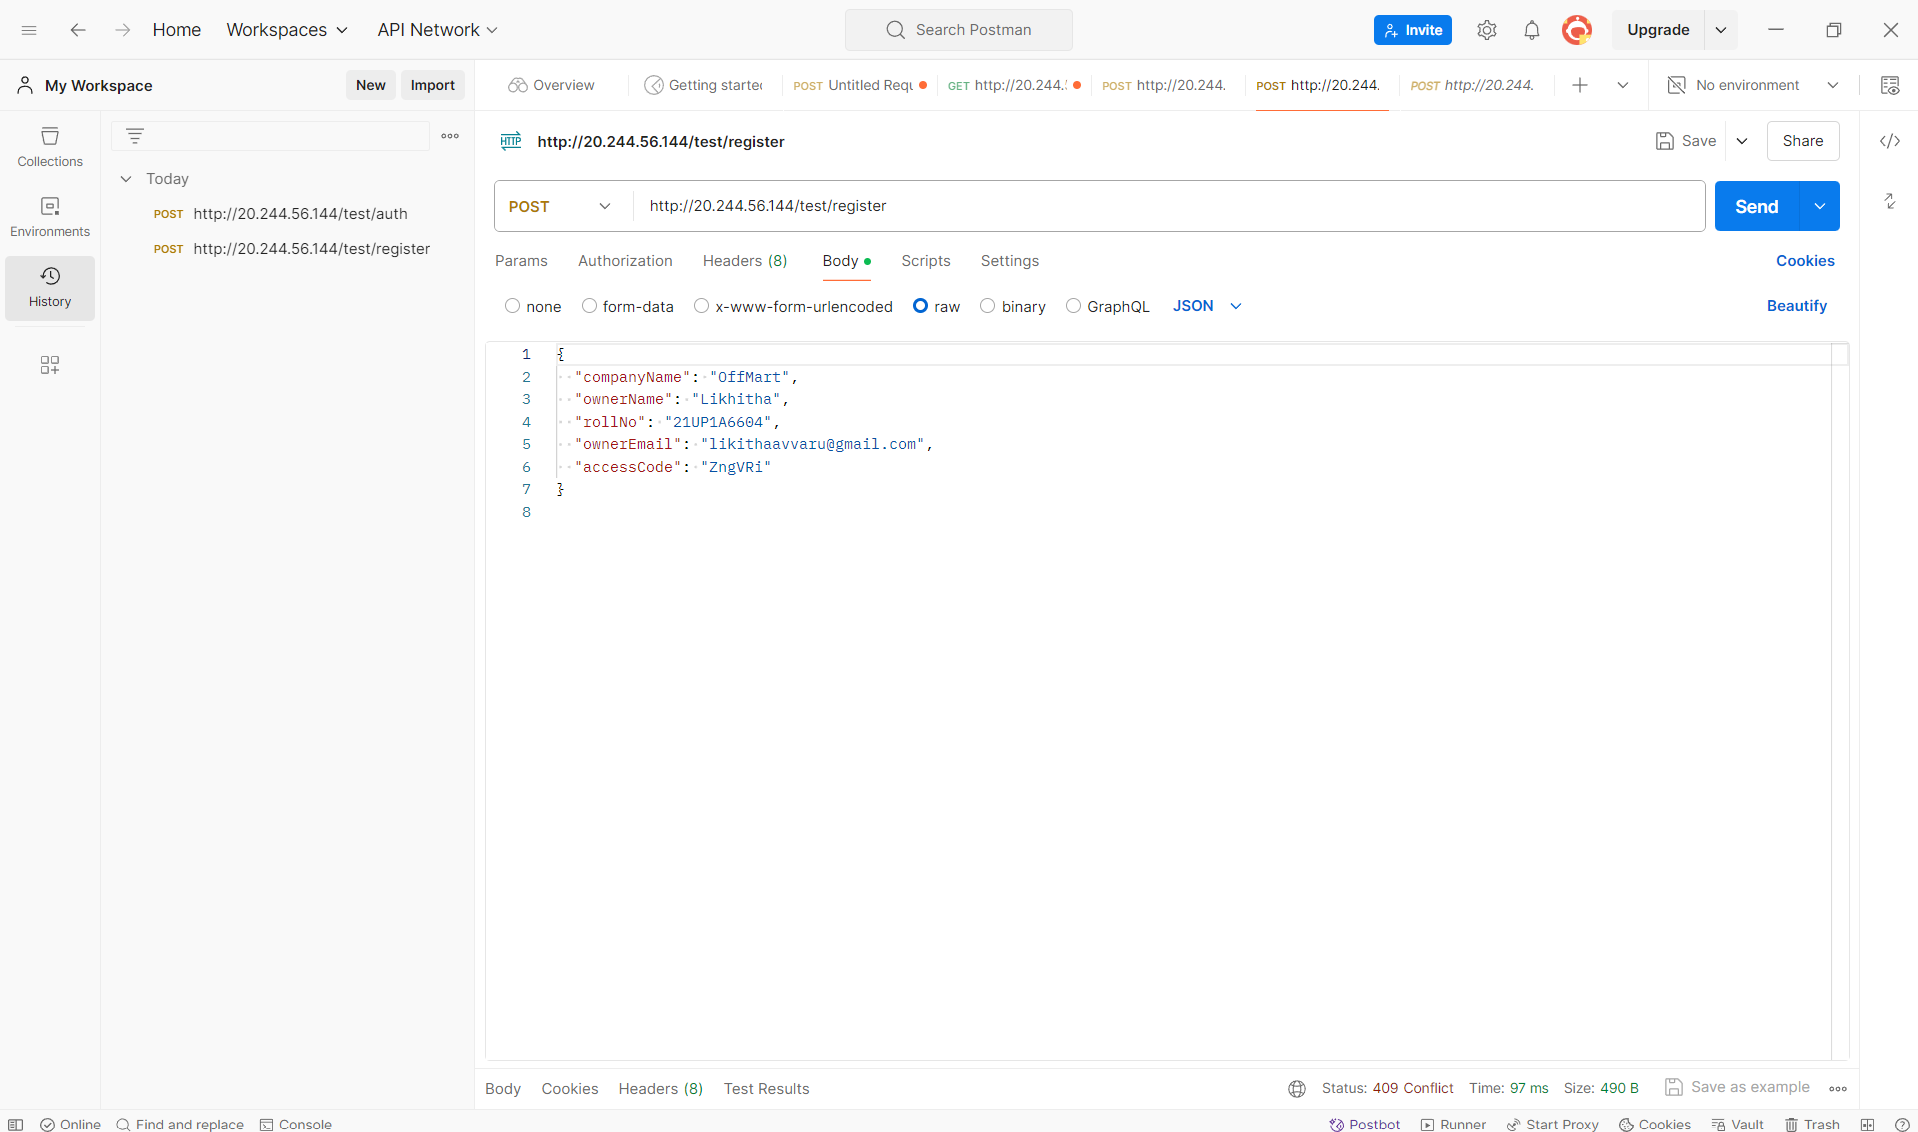 Home Workspaces API Network Search Postman Invite Upgrade
My Workspace New Import Overview Getting started POST Untitled Requ GET http://20.244. POST http://20.244. POST http://20.244. POST http://20.244. No environment
Collections
Environments
History
Today
POST http://20.244.56.144/test/auth
POST http://20.244.56.144/test/register
HTTP http://20.244.56.144/test/register Save Share
POST http://20.244.56.144/test/register Send
Params Authorization Headers (8) Body Scripts Settings Cookies
none form-data x-www-form-urlencoded raw binary GraphQL JSON Beautify
1 {
2 "companyName": "OffMart",
3 "ownerName": "Likhitha",
4 "rollNo": "21UP1A6604",
5 "ownerEmail": "likithaavvaru@gmail.com",
6 "accessCode": "ZngVRi"
7 }
8
Body Cookies Headers (8) Test Results Status: 409 Conflict Time: 97 ms Size: 490 B Save as example
Online Find and replace Console Postbot Runner Start Proxy Cookies Vault Trash